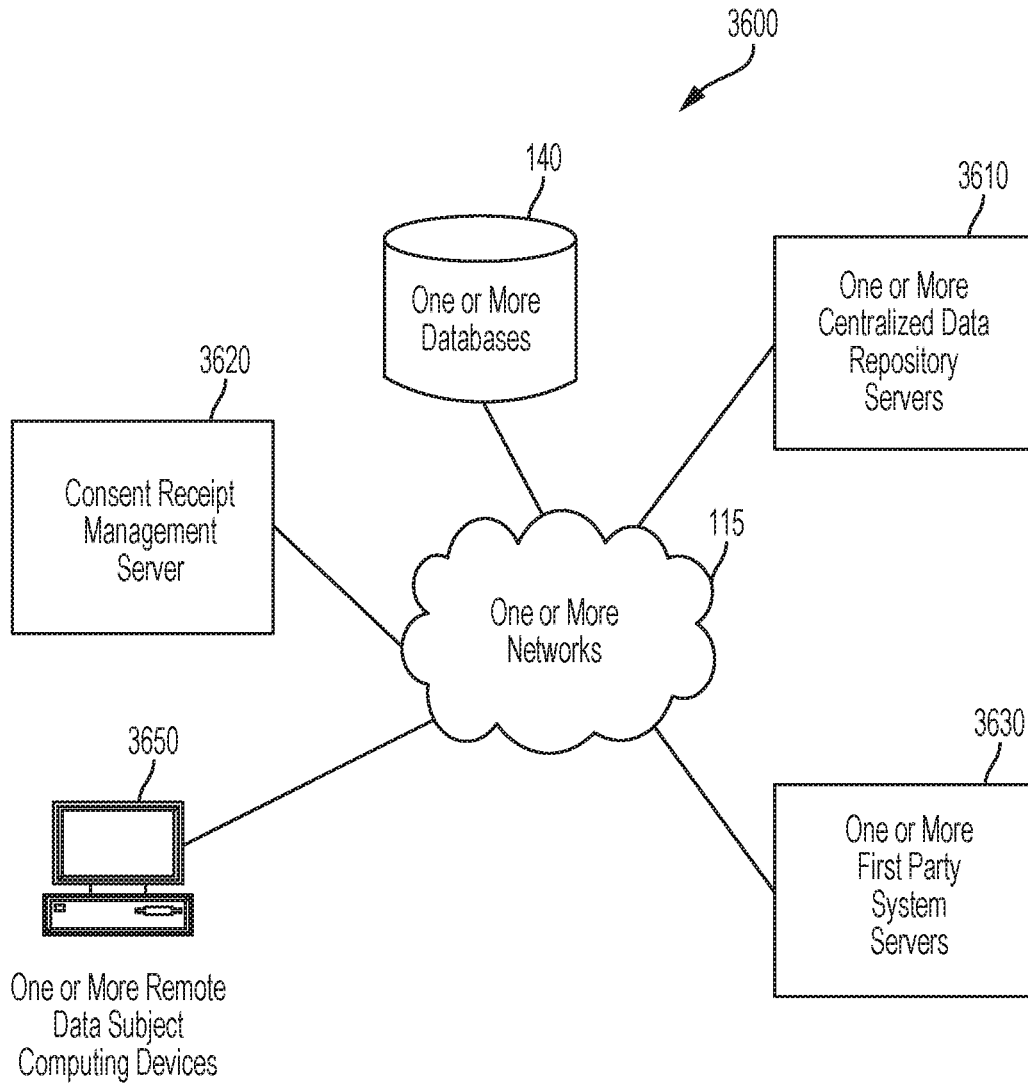 3600
140
One or More
Databases
3610
One or More
Centralized Data
Repository
Servers
3620
Consent Receipt
Management
Server
115
One or More
Networks
3650
One or More Remote
Data Subject
Computing Devices
3630
One or More
First Party
System
Servers